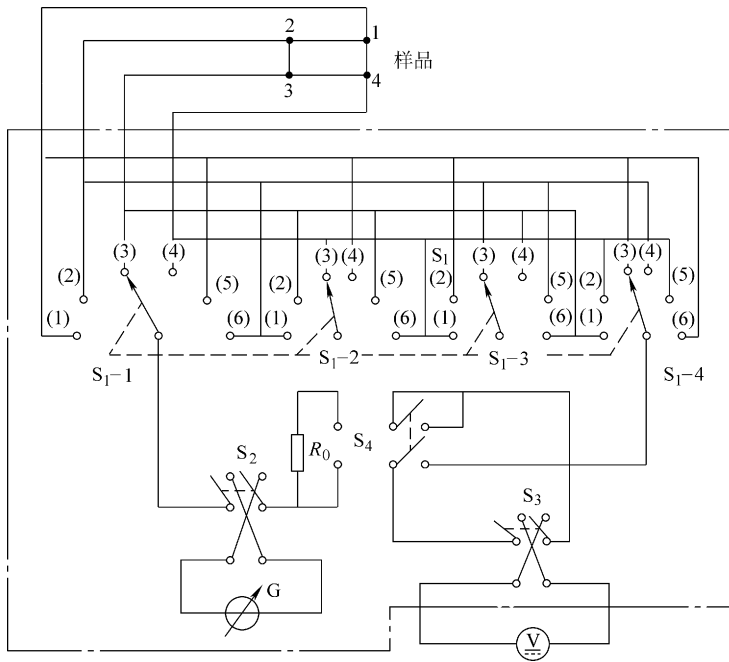 2 1
样品
3 4
(3) (4) (3) (4) S₁ (3) (4) (3) (4)
(2) (5) (2) (5) (2) (5) (2) (5)
(1) (6) (1) (6) (1) (6) (1) (6)
S₁-1 S₁-2 S₁-3 S₁-4
R₀ S₄
S₂
S₃
G
V